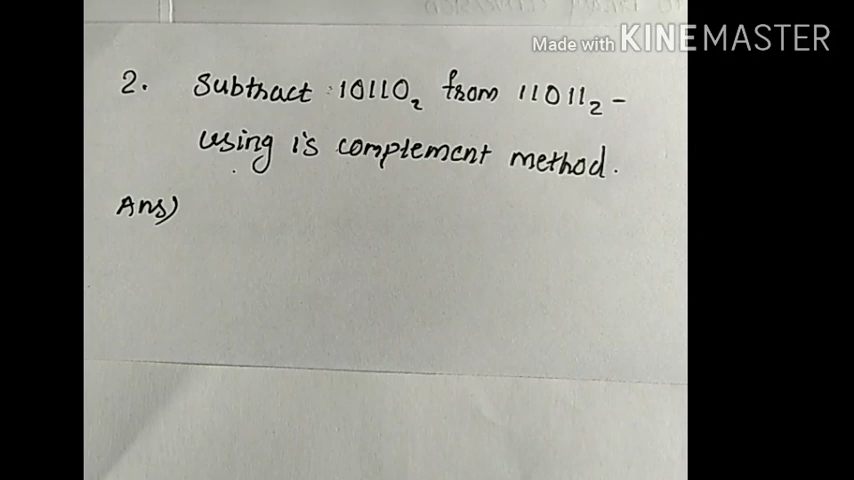 Made with KINEMASTER
2. Subtract 10110₂ from 11011₂ -
using 1's complement method.
Ans)